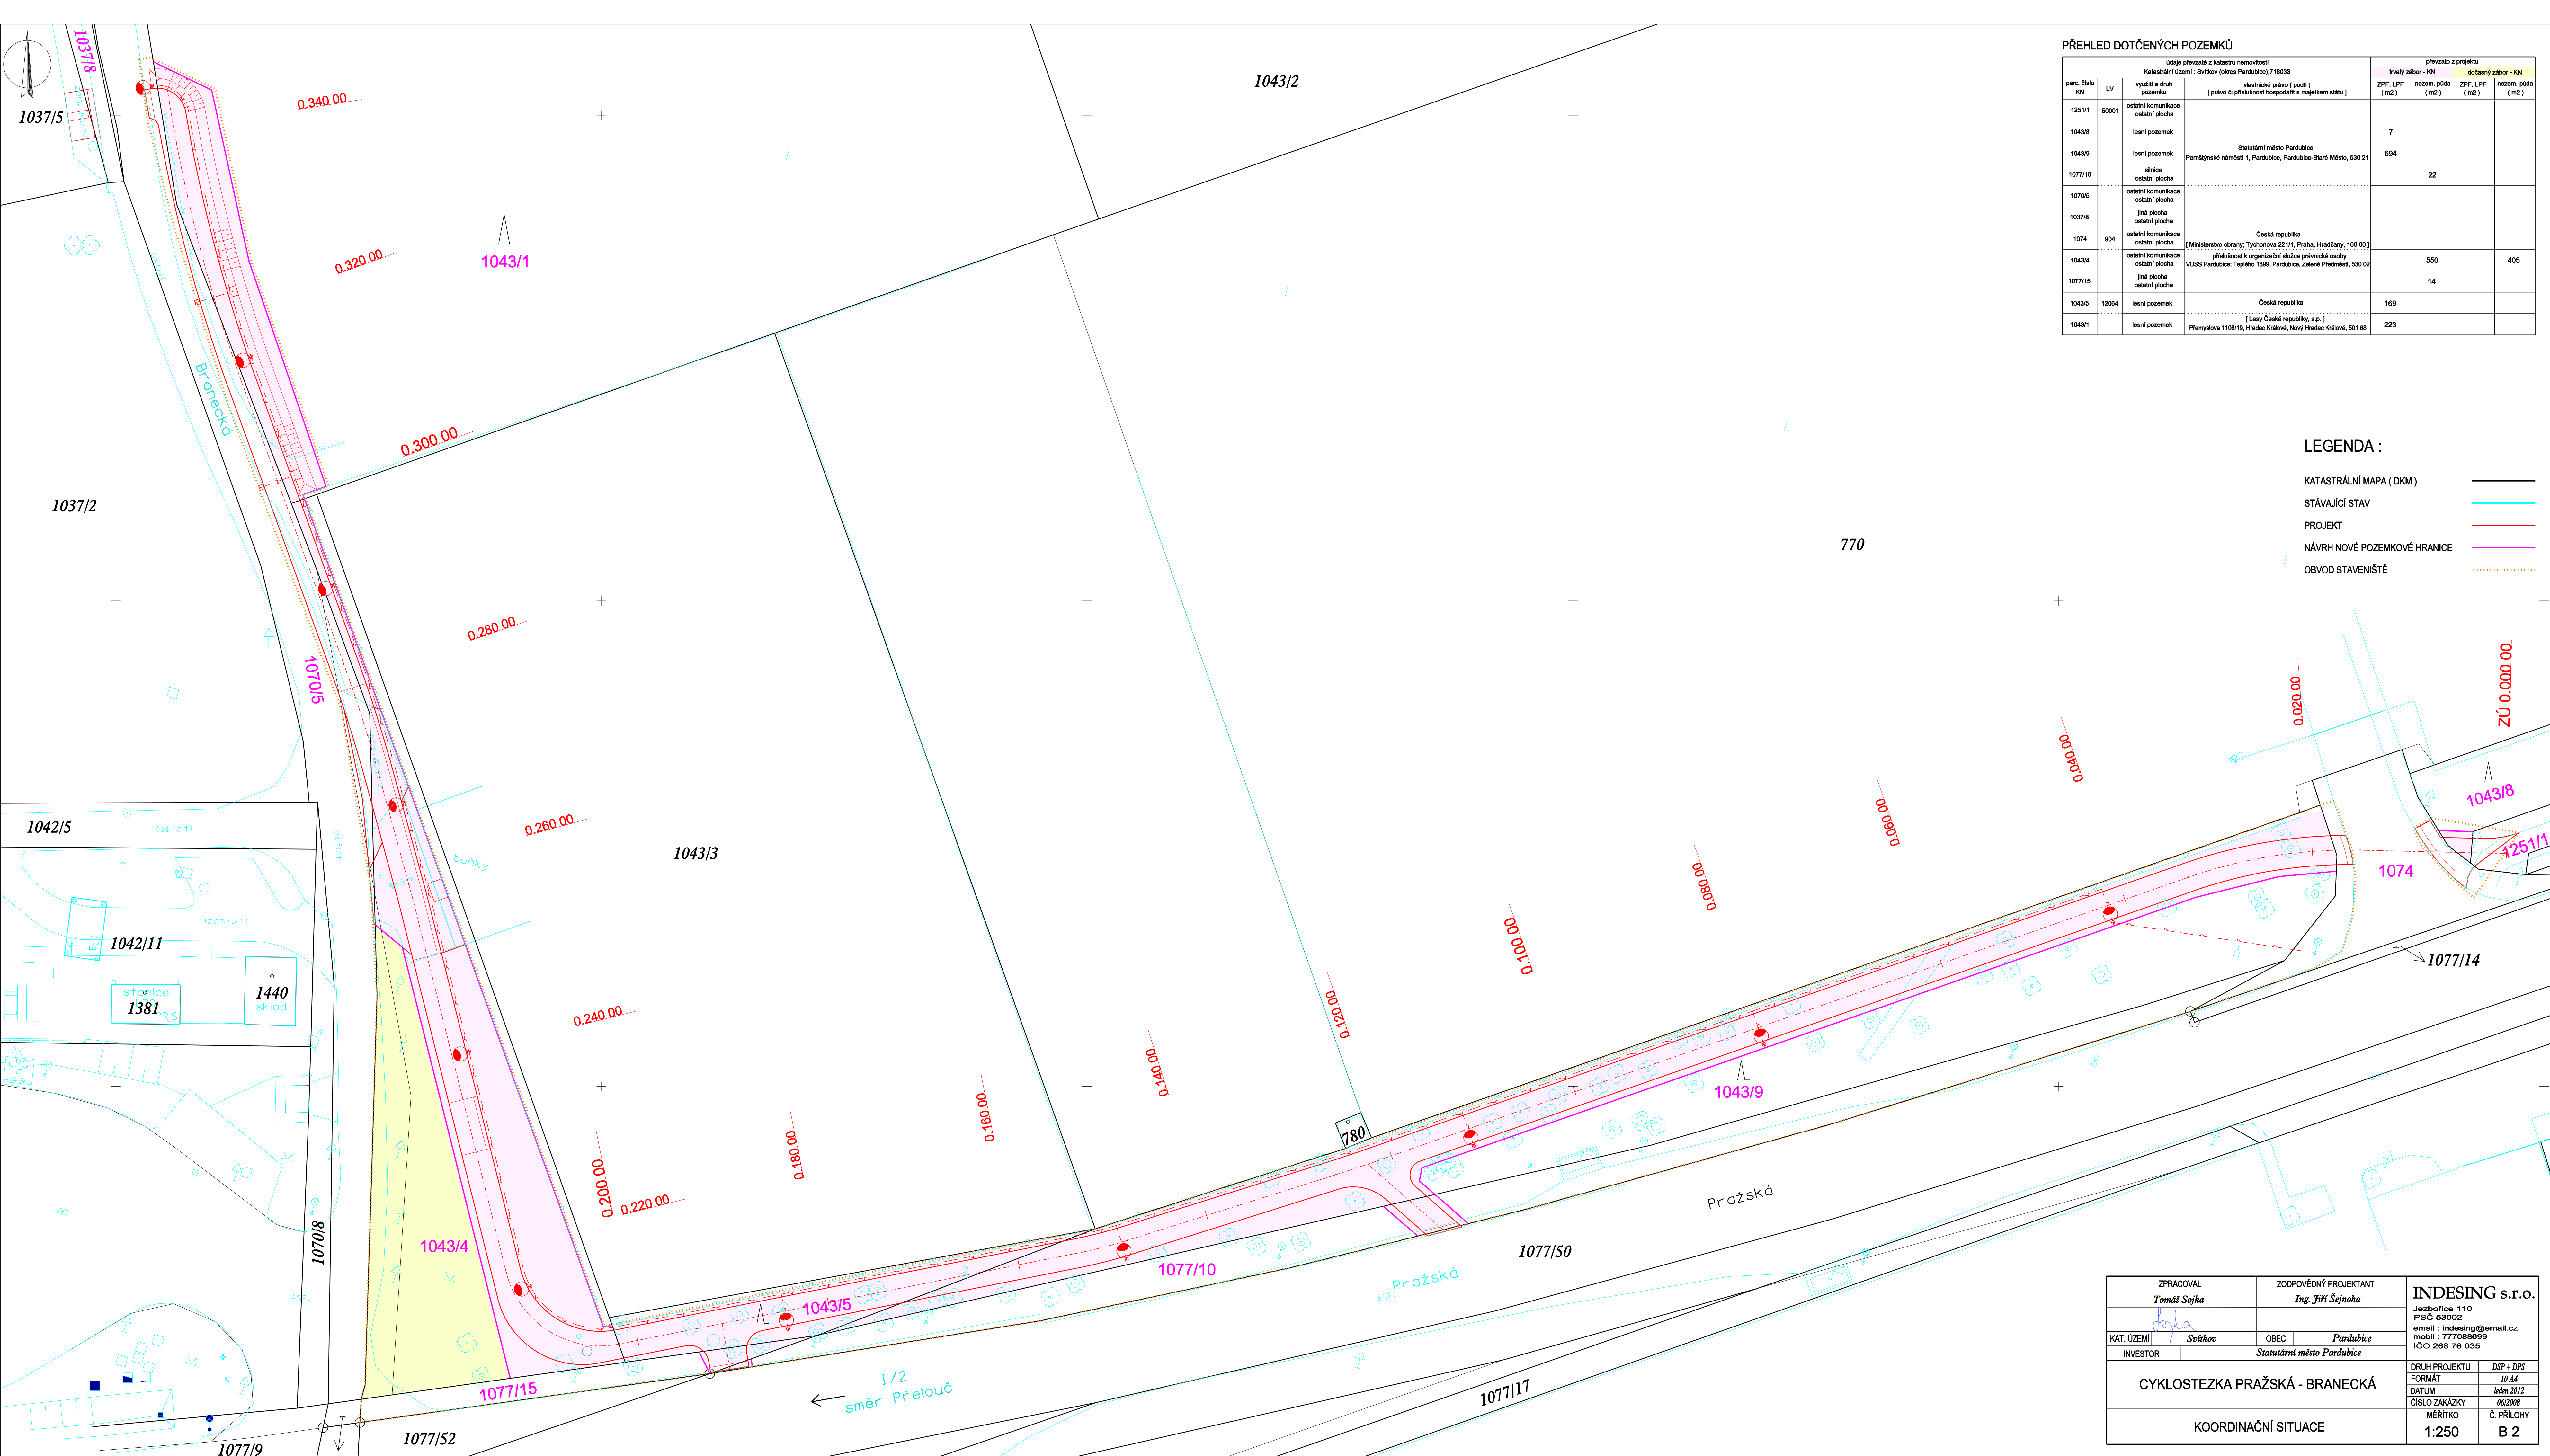 PŘEHLED DOTČENÝCH POZEMKŮ
údaje převzaté z katastru nemovitostí
převzato z projektu
Katastrální území : Svítkov (okres Pardubice);718033
trvalý zábor - KN
dočasný zábor - KN
parc. číslo KN
LV
využití a druh pozemku
vlastnické právo ( podíl )
[ právo či příslušnost hospodařit s majetkem státu ]
ZPF, LPF ( m2 )
nezem. půda ( m2 )
ZPF, LPF ( m2 )
nezem. půda ( m2 )
1251/1 50001 ostatní komunikace ostatní plocha
1043/8 lesní pozemek 7
1043/9 lesní pozemek 694
Statutární město Pardubice
Pernštýnské náměstí 1, Pardubice, Pardubice-Staré Město, 530 21
1077/10 silnice ostatní plocha 22
1070/5 ostatní komunikace ostatní plocha
1037/8 jiná plocha ostatní plocha
1074 904 ostatní komunikace ostatní plocha
Česká republika
[ Ministerstvo obrany; Tychonova 221/1, Praha, Hradčany, 160 00 ]
1043/4 ostatní komunikace ostatní plocha 550 405
příslušnost k organizační složce právnické osoby
VUSS Pardubice; Teplého 1899, Pardubice, Zelené Předměstí, 530 02
1077/15 jiná plocha ostatní plocha 14
1043/5 12064 lesní pozemek Česká republika 169
1043/1 lesní pozemek 223
[ Lesy České republiky, s.p. ]
Přemyslova 1106/19, Hradec Králové, Nový Hradec Králové, 501 68
LEGENDA :
KATASTRÁLNÍ MAPA ( DKM )
STÁVAJÍCÍ STAV
PROJEKT
NÁVRH NOVÉ POZEMKOVÉ HRANICE
OBVOD STAVENIŠTĚ
1037/8
1037/5
0.340 00
1043/2
0.320 00
1043/1
Branecká
0.300 00
1037/2
770
0.280 00
1070/5
ZÚ 0.000 00
0.020 00
0.040 00
0.060 00
0.080 00
0.100 00
0.120 00
0.140 00
0.160 00
0.180 00
0.200 00
0.220 00
0.240 00
0.260 00
1043/8
1251/1
1074
1042/5
(asfalt)
asfalt
buňky
1043/3
(zámk.dl)
1042/11
1440
sklad
stanice
LPG
1381
PRIS
LPG
1077/14
1043/9
780
Pražská
1077/50
Pražská
ASF.
1077/10
1043/5
1043/4
1070/8
ASF.
1077/15
I/2
směr Přelouč
1077/17
1077/52
1077/9
ZPRACOVAL
ZODPOVĚDNÝ PROJEKTANT
INDESING s.r.o.
Tomáš Sojka
Ing. Jiří Šejnoha
Jezbořice 110
PSČ 53002
email : indesing@email.cz
mobil : 777088699
IČO 268 76 035
Sojka
KAT. ÚZEMÍ
Svítkov
OBEC
Pardubice
INVESTOR
Statutární město Pardubice
CYKLOSTEZKA PRAŽSKÁ - BRANECKÁ
DRUH PROJEKTU DSP + DPS
FORMÁT 10 A4
DATUM leden 2012
ČÍSLO ZAKÁZKY 06/2008
KOORDINAČNÍ SITUACE
MĚŘÍTKO
1:250
Č. PŘÍLOHY
B 2